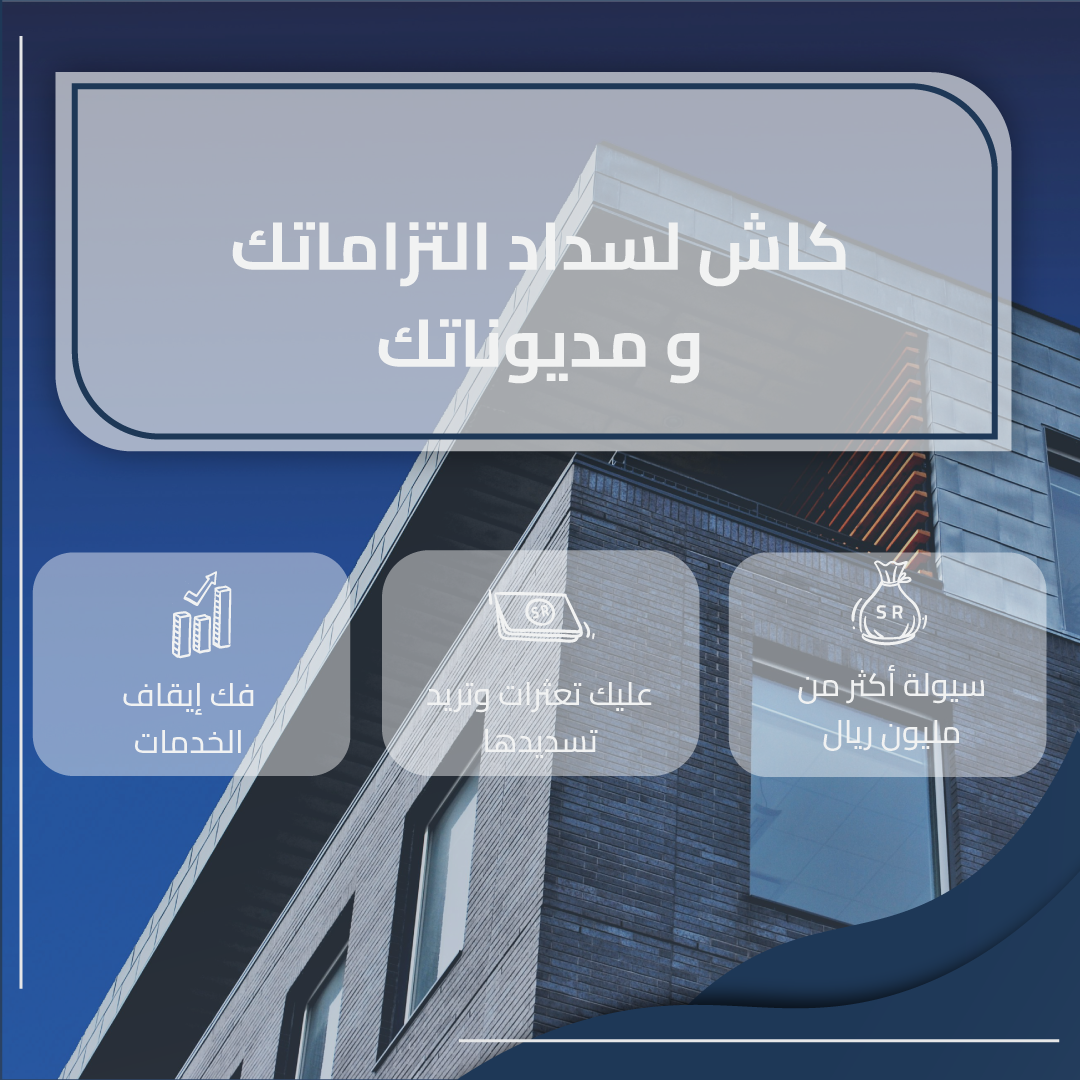 كاش لسداد التزاماتك
و مديوناتك
SR
سيولة أكثر من
مليون ريال
SR
عليك تعثرات وتريد
تسديدها
فك إيقاف
الخدمات